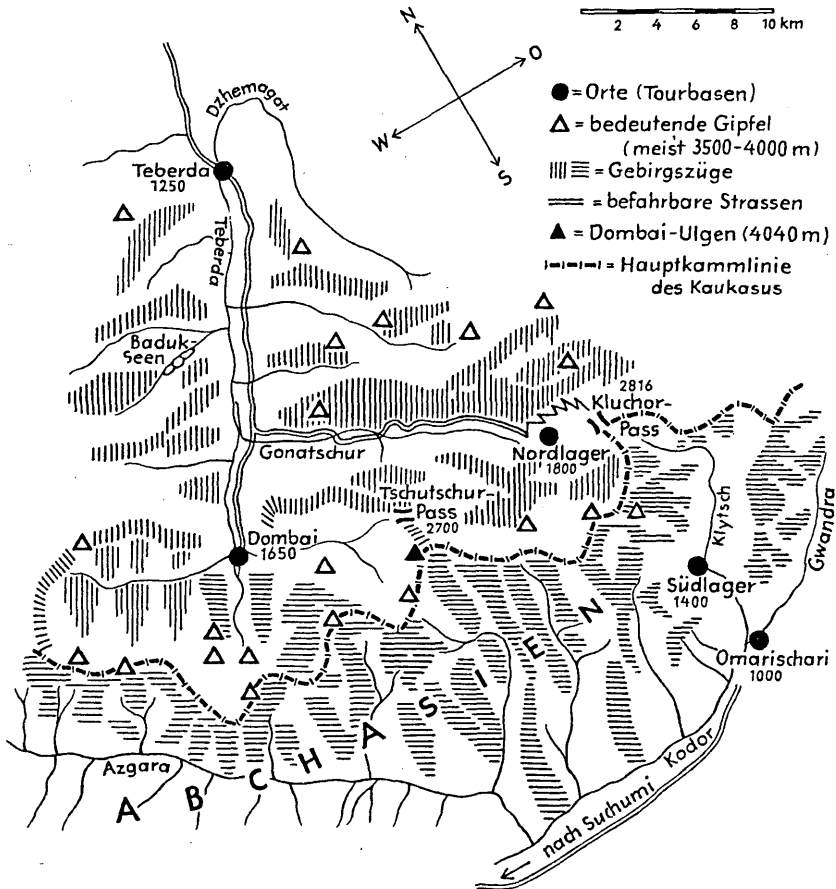 N
O
W
S
2 4 6 8 10 km
● = Orte (Tourbasen)
△ = bedeutende Gipfel
(meist 3500-4000 m)
= Gebirgszüge
= befahrbare Strassen
▲ = Dombai-Ulgen (4040 m)
= Hauptkammlinie
des Kaukasus
Dzhemagat
Teberda
1250
Teberda
Baduk-
Seen
Gonatschur
2816
Kluchor-
Pass
Nordlager
1800
Tschutschur-
Pass
2700
Dombai
1650
Klytsch
Gwandra
Südlager
1400
Omarischari
1000
Azgara
ABCHASIEN
nach Suchumi
Kodor